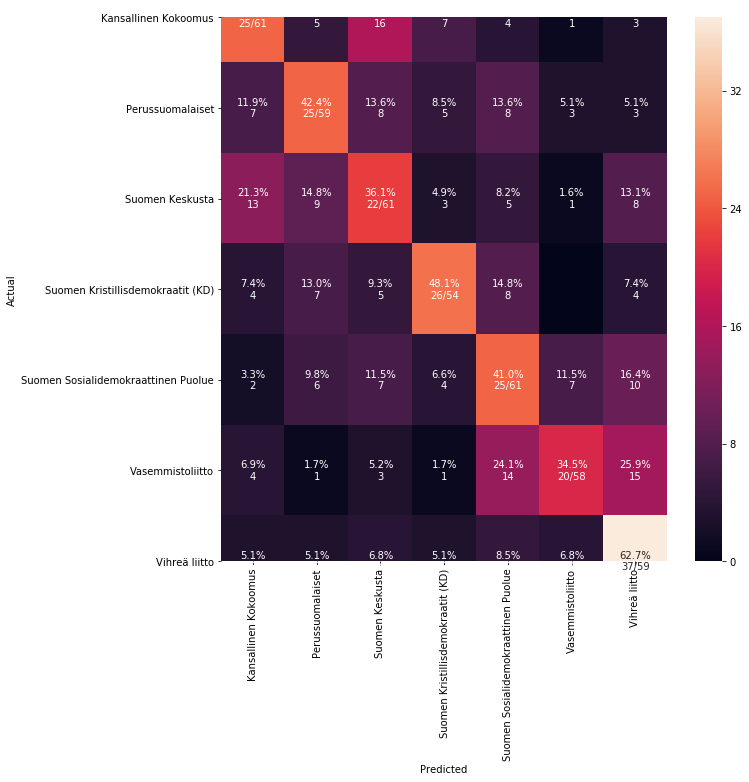 Kansallinen Kokoomus
25/61 5 16 7 4 1 3
Perussuomalaiset
11.9% 42.4% 13.6% 8.5% 13.6% 5.1% 5.1%
7 25/59 8 5 8 3 3
Suomen Keskusta
21.3% 14.8% 36.1% 4.9% 8.2% 1.6% 13.1%
13 9 22/61 3 5 1 8
Suomen Kristillisdemokraatit (KD)
7.4% 13.0% 9.3% 48.1% 14.8% 7.4%
4 7 5 26/54 8 4
Suomen Sosialidemokraattinen Puolue
3.3% 9.8% 11.5% 6.6% 41.0% 11.5% 16.4%
2 6 7 4 25/61 7 10
Vasemmistoliitto
6.9% 1.7% 5.2% 1.7% 24.1% 34.5% 25.9%
4 1 3 1 14 20/58 15
Vihreä liitto
5.1% 5.1% 6.8% 5.1% 8.5% 6.8% 62.7%
37/59
Actual
Kansallinen Kokoomus
Perussuomalaiset
Suomen Keskusta
Suomen Kristillisdemokraatit (KD)
Suomen Sosialidemokraattinen Puolue
Vasemmistoliitto
Vihreä liitto
Predicted
32
24
16
8
0